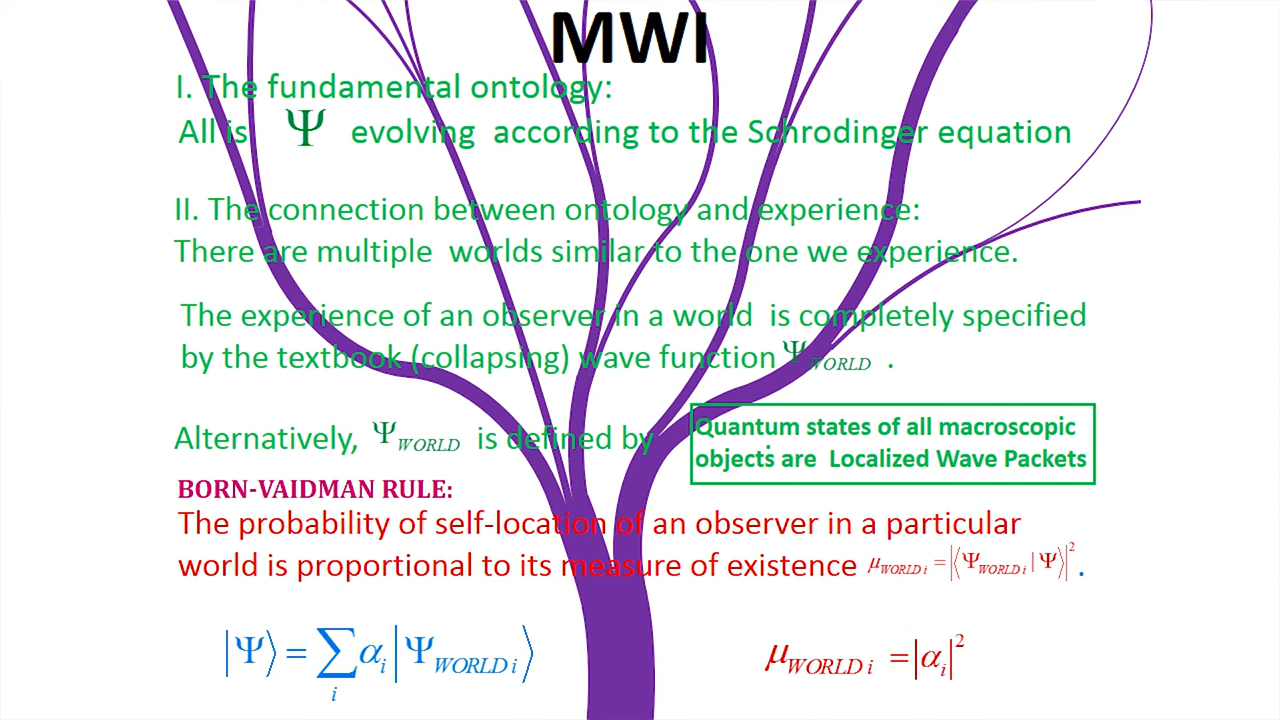 MWI
I. The fundamental ontology:
All is Ψ evolving according to the Schrodinger equation
II. The connection between ontology and experience:
There are multiple worlds similar to the one we experience.
The experience of an observer in a world is completely specified
by the textbook (collapsing) wave function Ψ_WORLD .
Alternatively, Ψ_WORLD is defined by
Quantum states of all macroscopic
objects are Localized Wave Packets
BORN-VAIDMAN RULE:
The probability of self-location of an observer in a particular
world is proportional to its measure of existence μ_WORLD i = |⟨Ψ_WORLD i | Ψ⟩|² .
|Ψ⟩ = ∑_i α_i |Ψ_WORLD i⟩
μ_WORLD i = |α_i|²